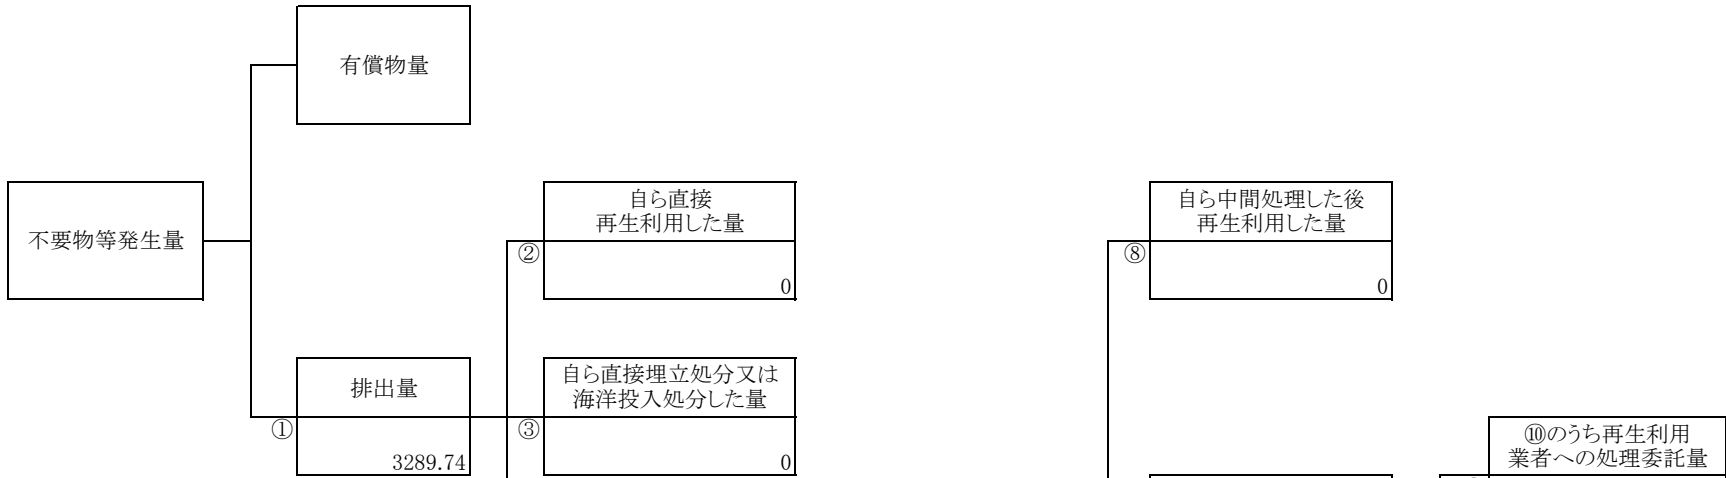 有償物量
不要物等発生量
自ら直接
再生利用した量
②
0
自ら中間処理した後
再生利用した量
⑧
0
排出量
①
3289.74
自ら直接埋立処分又は
海洋投入処分した量
③
0
⑩のうち再生利用
業者への処理委託量